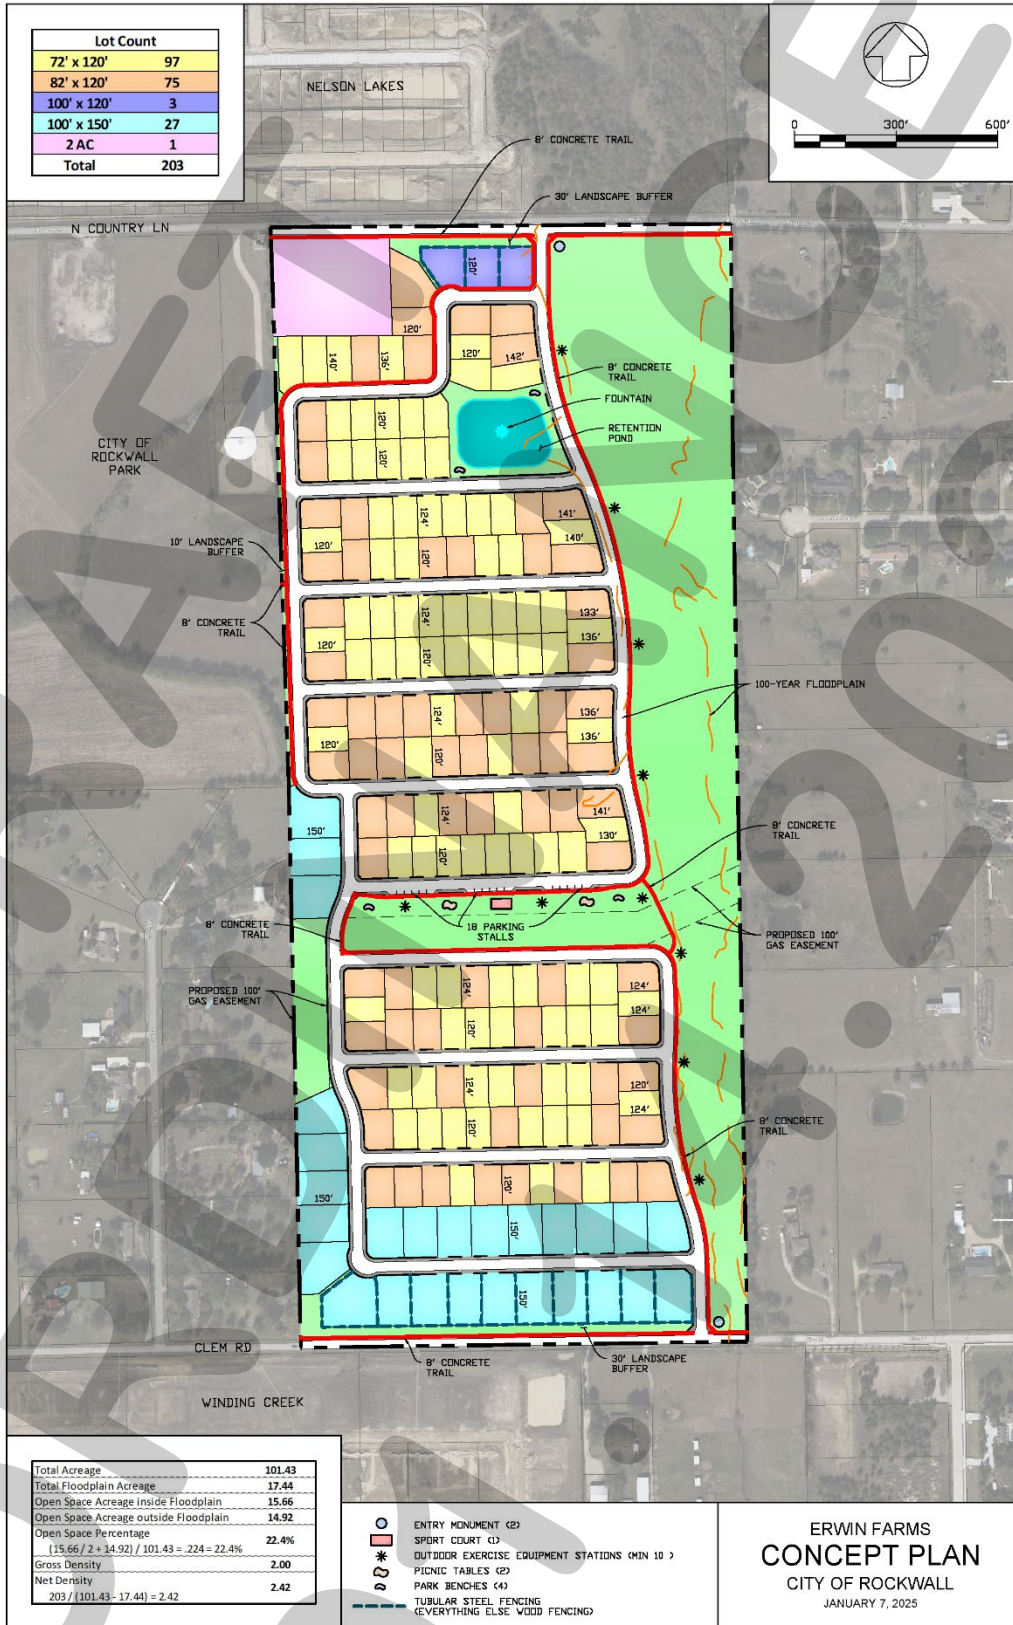 Lot Count
72' x 120' 97
82' x 120' 75
100' x 120' 3
100' x 150' 27
2 AC 1
Total 203
NELSON LAKES
0 300' 600'
8' CONCRETE TRAIL
30' LANDSCAPE BUFFER
N COUNTRY LN
120'
120'
140'
136'
120'
142'
8' CONCRETE
TRAIL
FOUNTAIN
RETENTION
POND
120'
120'
CITY OF
ROCKWALL
PARK
124'
141'
140'
120'
120'
10' LANDSCAPE
BUFFER
8' CONCRETE
TRAIL
124'
133'
136'
120'
120'
100-YEAR FLOODPLAIN
124'
136'
136'
120'
120'
150'
124'
141'
130'
120'
8' CONCRETE
TRAIL
18 PARKING
STALLS
8' CONCRETE
TRAIL
PROPOSED 100'
GAS EASEMENT
PROPOSED 100'
GAS EASEMENT
124'
124'
124'
120'
124'
120'
124'
120'
8' CONCRETE
TRAIL
120'
150'
150'
150'
CLEM RD
8' CONCRETE
TRAIL
30' LANDSCAPE
BUFFER
WINDING CREEK
Total Acreage 101.43
Total Floodplain Acreage 17.44
Open Space Acreage inside Floodplain 15.66
Open Space Acreage outside Floodplain 14.92
Open Space Percentage 22.4%
(15.66 / 2 + 14.92) / 101.43 = .224 = 22.4%
Gross Density 2.00
Net Density 2.42
203 / (101.43 - 17.44) = 2.42
ENTRY MONUMENT (2)
SPORT COURT (1)
OUTDOOR EXERCISE EQUIPMENT STATIONS (MIN 10 )
PICNIC TABLES (2)
PARK BENCHES (4)
TUBULAR STEEL FENCING
(EVERYTHING ELSE WOOD FENCING)
ERWIN FARMS
CONCEPT PLAN
CITY OF ROCKWALL
JANUARY 7, 2025